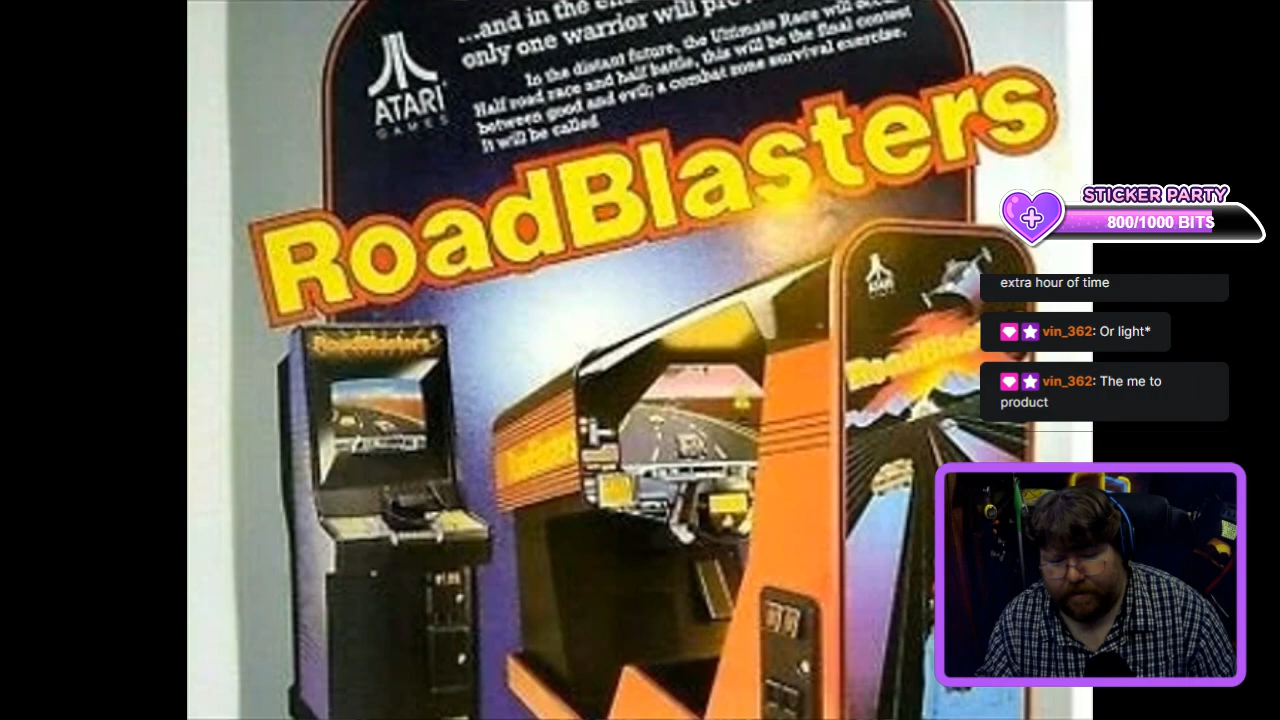 ...and in the
only one warrior will
In the distant future, the Ultimate Race will
Half road race and half battle, this will be the final contest
between good and evil; a combat zone survival exercise.
It will be called
ATARI
GAMES
RoadBlasters
RoadBlasters
ATARI
STICKER PARTY
800/1000 BITS
extra hour of time
vin_362: Or light*
vin_362: The me to
product